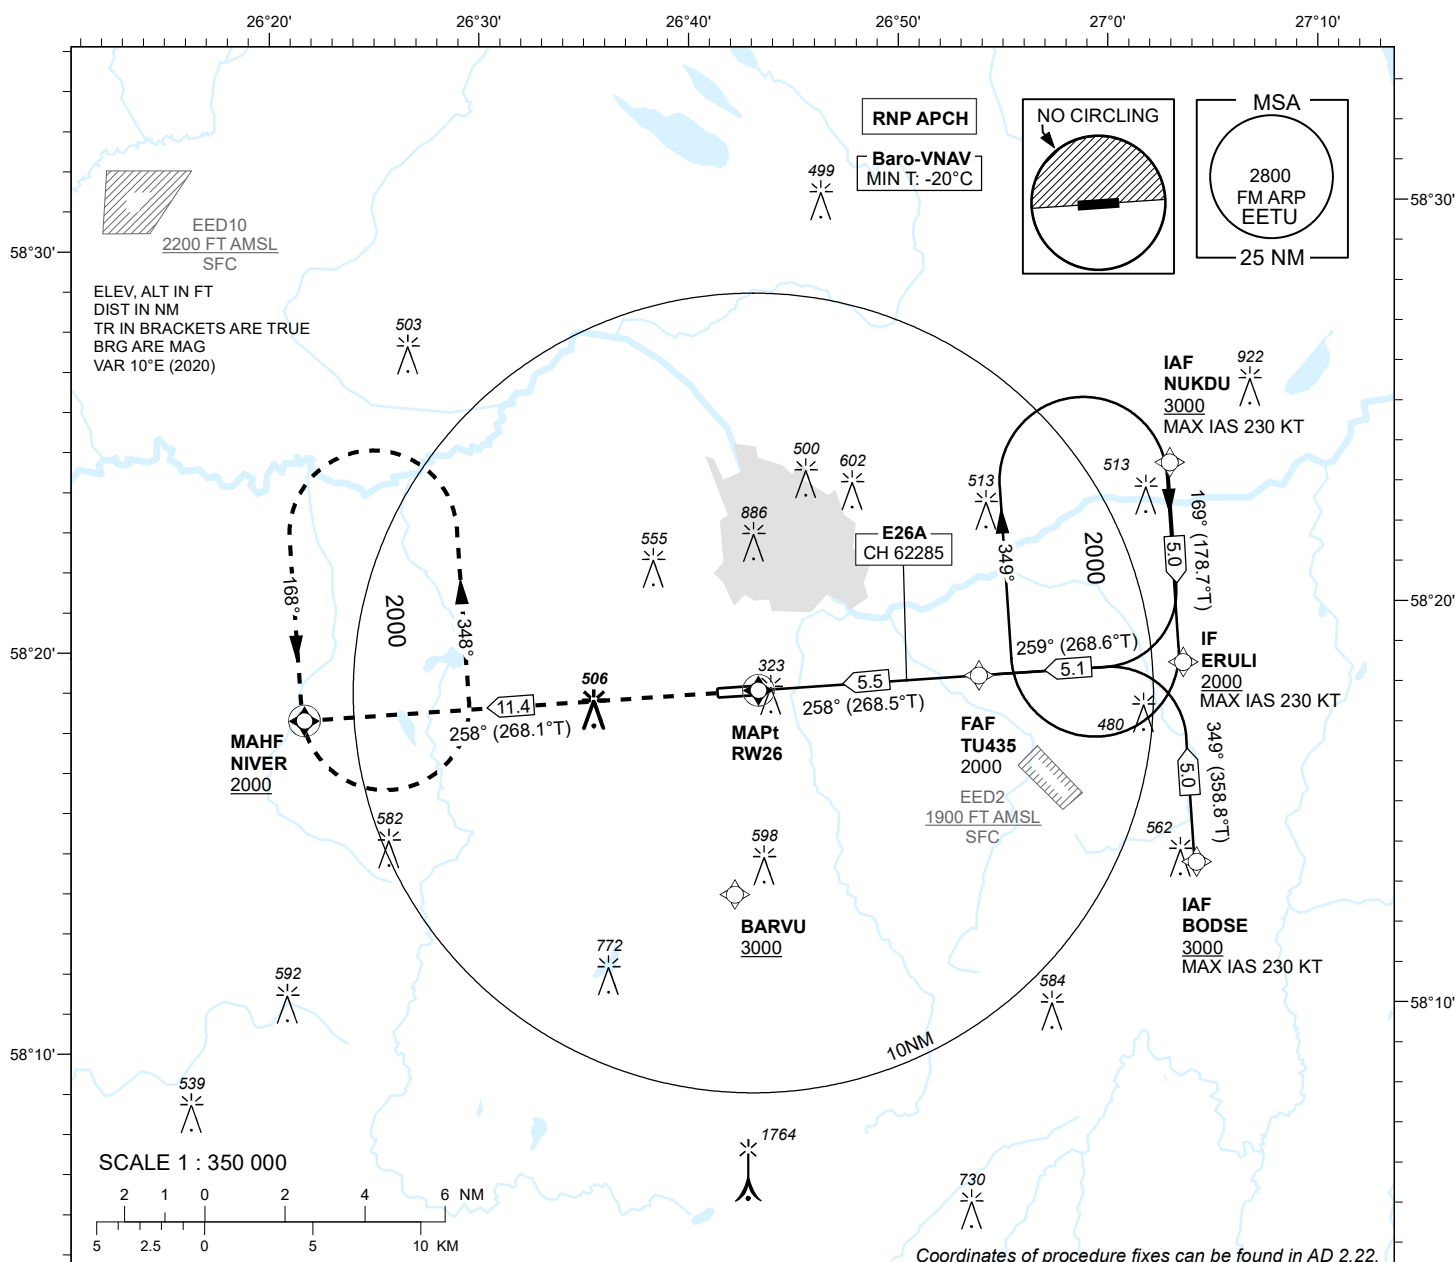 26°20'
26°30'
26°40'
26°50'
27°0'
27°10'
RNP APCH
Baro-VNAV
MIN T: -20°C
NO CIRCLING
MSA
2800
FM ARP
EETU
25 NM
499
58°30'
58°30'
EED10
2200 FT AMSL
SFC
ELEV, ALT IN FT
DIST IN NM
TR IN BRACKETS ARE TRUE
BRG ARE MAG
VAR 10°E (2020)
503
IAF
NUKDU
3000
MAX IAS 230 KT
922
500
602
513
513
886
555
E26A
CH 62285
349°
2000
169° (178.7°T)
5.0
168°
2000
348°
58°20'
58°20'
259° (268.6°T)
5.1
IF
ERULI
2000
MAX IAS 230 KT
323
5.5
258° (268.5°T)
506
11.4
258° (268.1°T)
MAHF
NIVER
2000
MAPt
RW26
FAF
TU435
2000
480
349° (358.8°T)
5.0
EED2
1900 FT AMSL
SFC
582
598
562
BARVU
3000
IAF
BODSE
3000
MAX IAS 230 KT
772
592
584
58°10'
58°10'
10NM
539
1764
730
SCALE 1 : 350 000
2 1 0 2 4 6 NM
5 2.5 0 5 10 KM
Coordinates of procedure fixes can be found in AD 2.22.